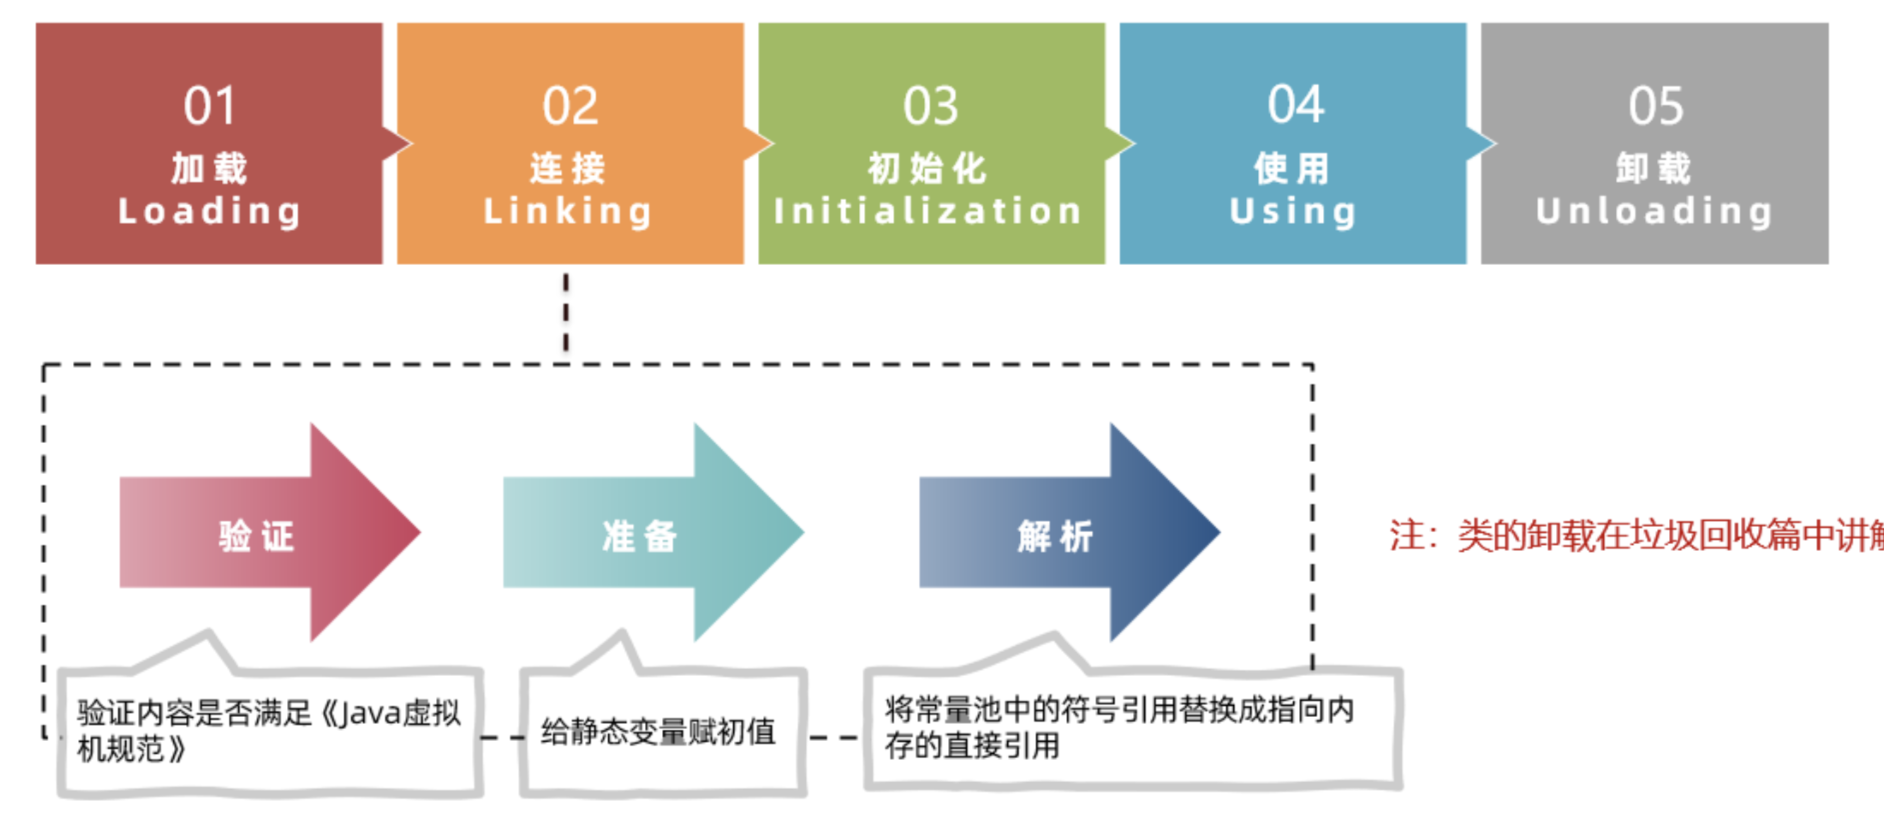 01
加载
Loading
02
连接
Linking
03
初始化
Initialization
04
使用
Using
05
卸载
Unloading
验证
准备
解析
注：类的卸载在垃圾回收篇中讲解
验证内容是否满足《Java虚拟
机规范》
给静态变量赋初值
将常量池中的符号引用替换成指向内
存的直接引用